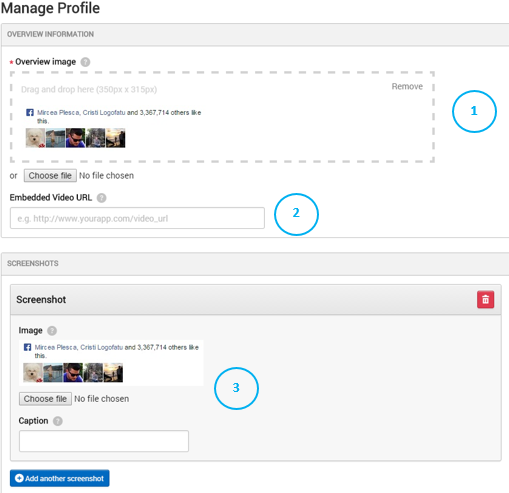 Manage Profile
OVERVIEW INFORMATION
* Overview image ?
Drag and drop here (350px x 315px)
Remove
1
Mircea Plesca, Cristi Logofatu and 3,367,714 others like
this.
or Choose file No file chosen
Embedded Video URL ?
2
e.g. http://www.yourapp.com/video_url
SCREENSHOTS
Screenshot
Image ?
Mircea Plesca, Cristi Logofatu and 3,367,714 others like
this.
3
Choose file No file chosen
Caption ?
Add another screenshot